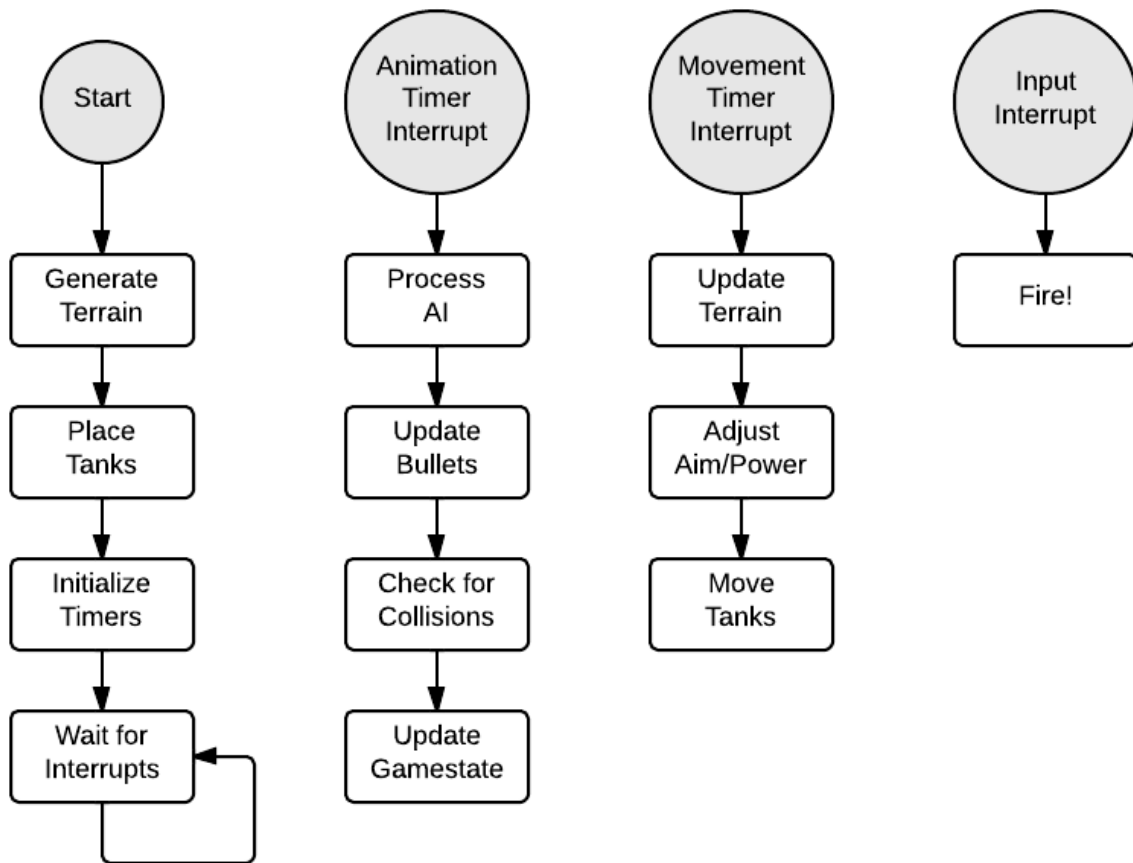 Start
Generate
Terrain
Place
Tanks
Initialize
Timers
Wait for
Interrupts
Animation
Timer
Interrupt
Process
AI
Update
Bullets
Check for
Collisions
Update
Gamestate
Movement
Timer
Interrupt
Update
Terrain
Adjust
Aim/Power
Move
Tanks
Input
Interrupt
Fire!